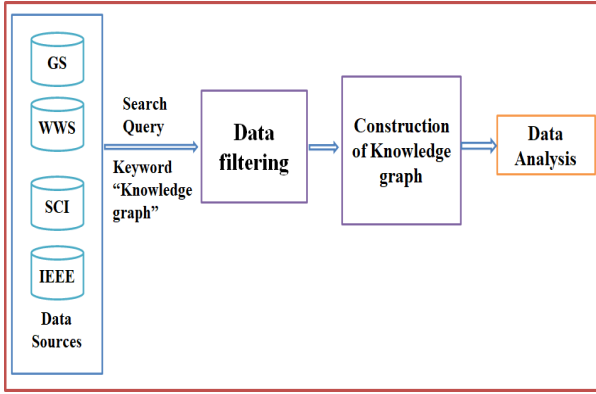 GS
WWS
SCI
IEEE
Data
Sources
Search
Query
Keyword
“Knowledge
graph”
Data
filtering
Construction
of Knowledge
graph
Data
Analysis